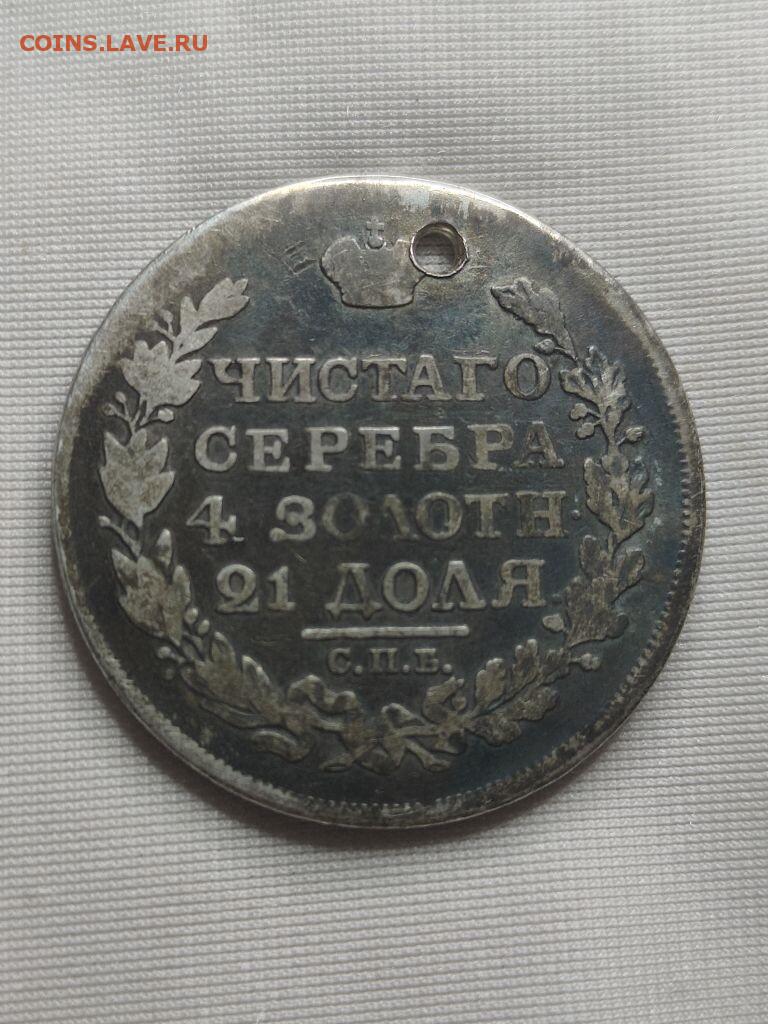 COINS.LAVE.RU
ЧИСТАГО
СЕРЕБРА
4 ЗОЛОТН
21 ДОЛЯ
С.П.Б.